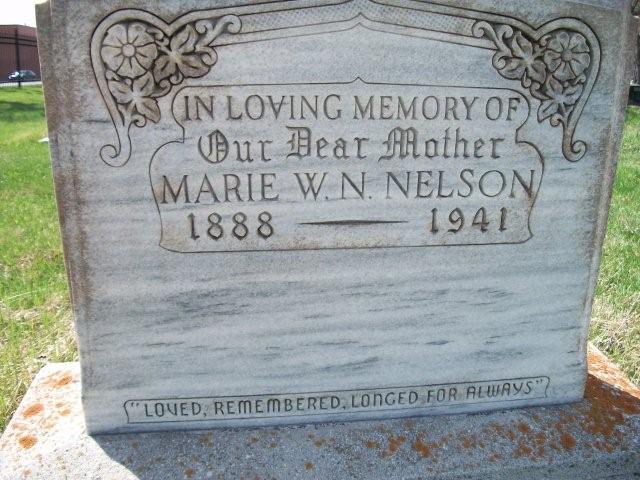 IN LOVING MEMORY OF
Our Dear Mother
MARIE W. N. NELSON
1888 — 1941
"LOVED, REMEMBERED, LONGED FOR ALWAYS"